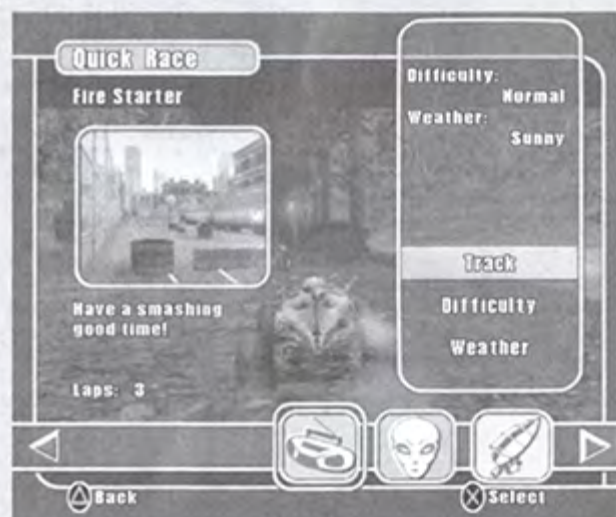 Quick Race
Fire Starter
Have a smashing
good time!
Laps: 3
Difficulty:
Normal
Weather:
Sunny
Track
Difficulty
Weather
Back
Select